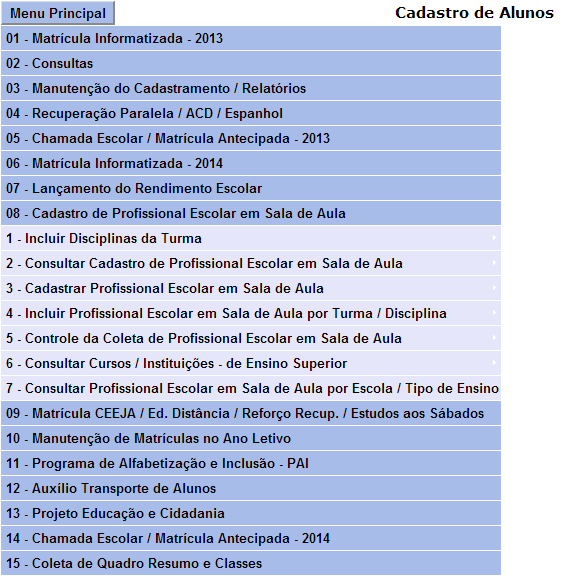 Menu Principal
Cadastro de Alunos
01 - Matrícula Informatizada - 2013
02 - Consultas
03 - Manutenção do Cadastramento / Relatórios
04 - Recuperação Paralela / ACD / Espanhol
05 - Chamada Escolar / Matrícula Antecipada - 2013
06 - Matrícula Informatizada - 2014
07 - Lançamento do Rendimento Escolar
08 - Cadastro de Profissional Escolar em Sala de Aula
1 - Incluir Disciplinas da Turma
2 - Consultar Cadastro de Profissional Escolar em Sala de Aula
3 - Cadastrar Profissional Escolar em Sala de Aula
4 - Incluir Profissional Escolar em Sala de Aula por Turma / Disciplina
5 - Controle da Coleta de Profissional Escolar em Sala de Aula
6 - Consultar Cursos / Instituições - de Ensino Superior
7 - Consultar Profissional Escolar em Sala de Aula por Escola / Tipo de Ensino
09 - Matrícula CEEJA / Ed. Distância / Reforço Recup. / Estudos aos Sábados
10 - Manutenção de Matrículas no Ano Letivo
11 - Programa de Alfabetização e Inclusão - PAI
12 - Auxílio Transporte de Alunos
13 - Projeto Educação e Cidadania
14 - Chamada Escolar / Matrícula Antecipada - 2014
15 - Coleta de Quadro Resumo e Classes